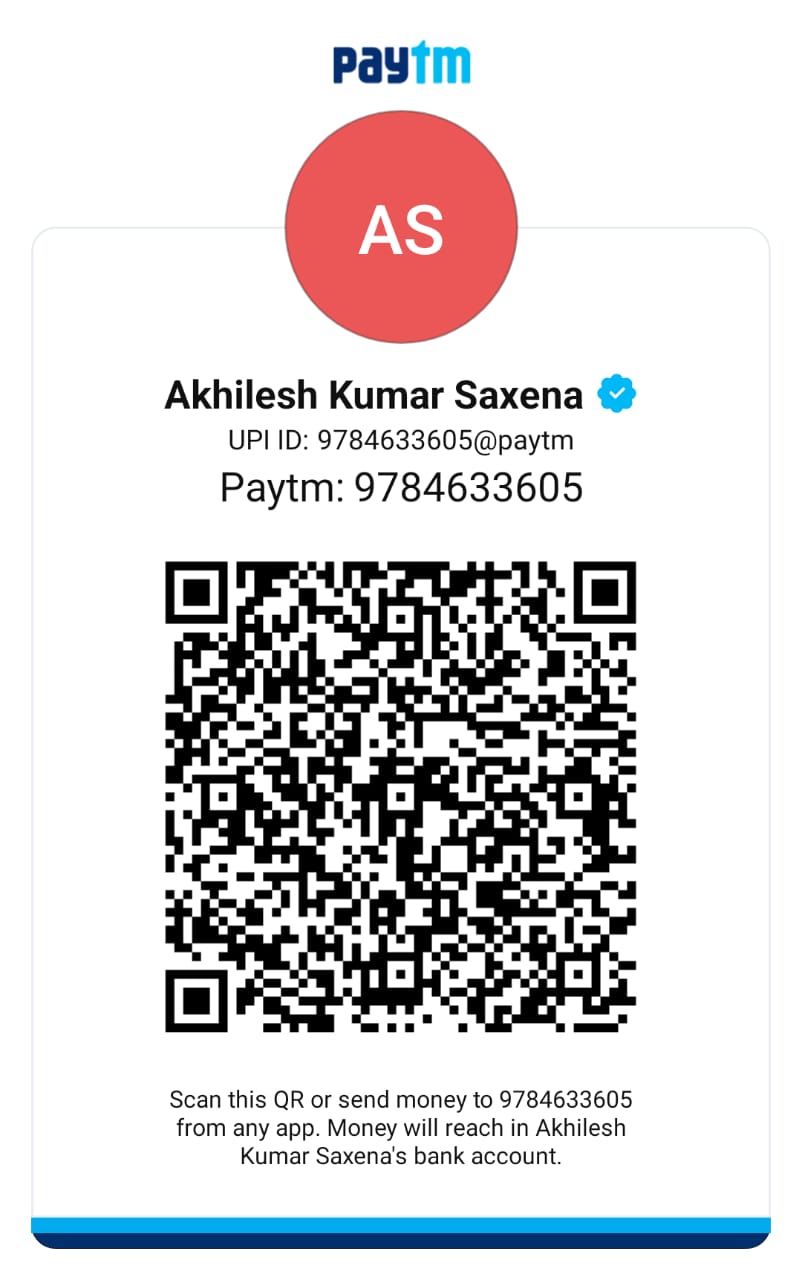 paytm
AS
Akhilesh Kumar Saxena
UPI ID: 9784633605@paytm
Paytm: 9784633605
Scan this QR or send money to 9784633605
from any app. Money will reach in Akhilesh
Kumar Saxena's bank account.